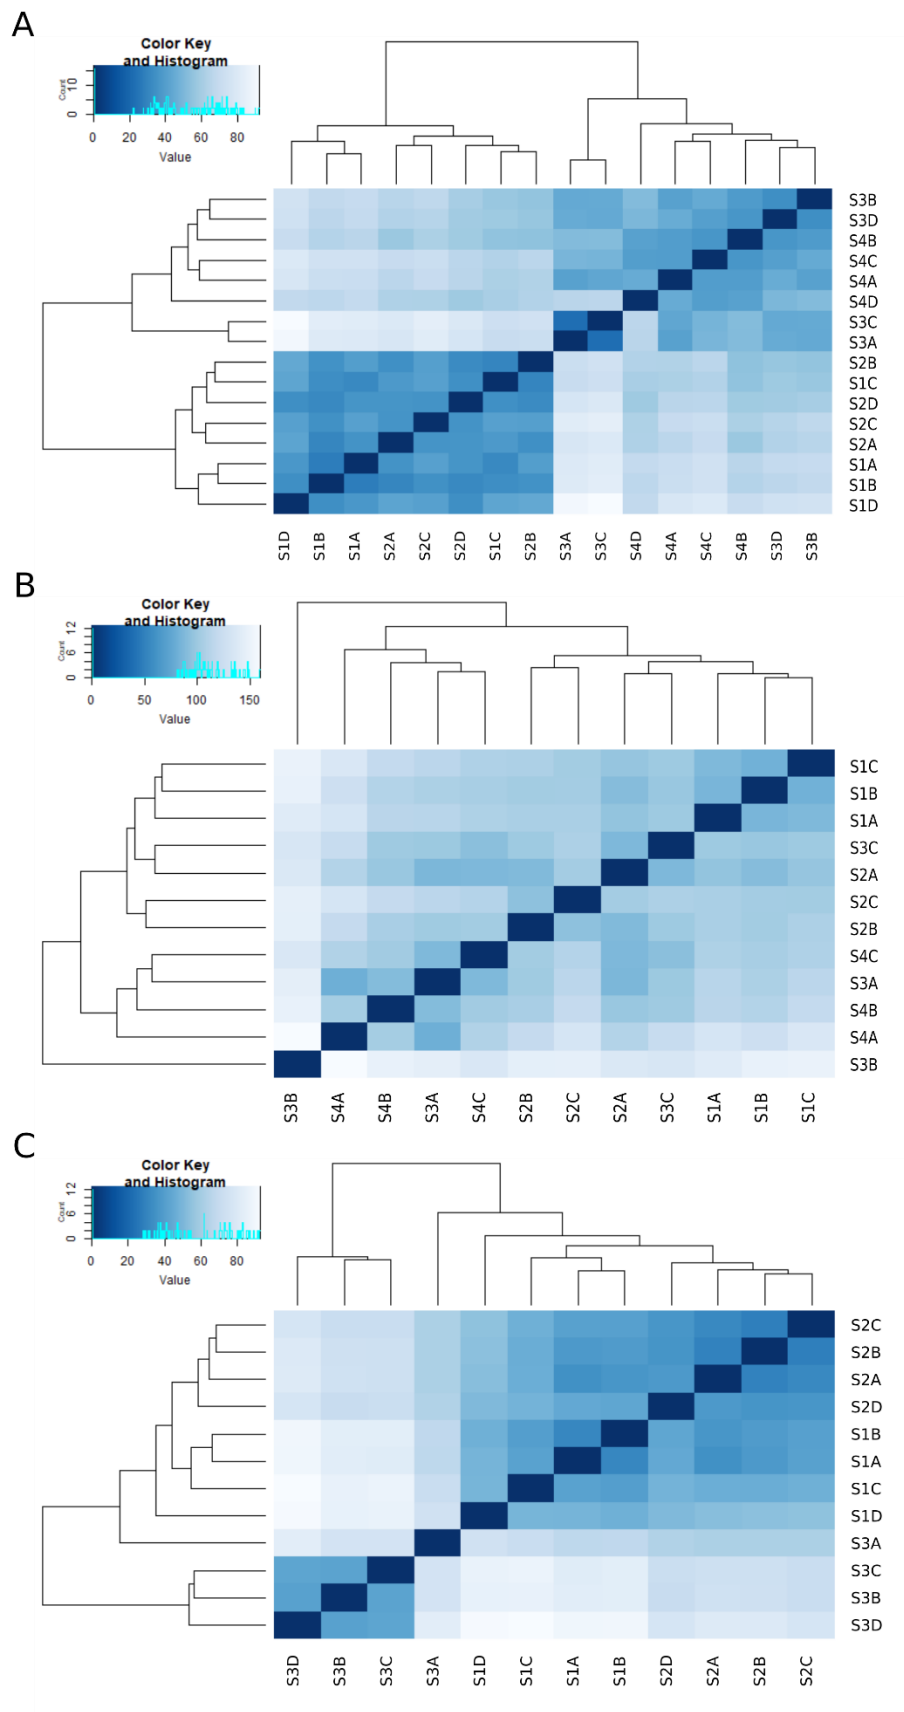 A
Color Key
and Histogram
Count
0 10
0 20 40 60 80
Value
S3B
S3D
S4B
S4C
S4A
S4D
S3C
S3A
S2B
S1C
S2D
S2C
S2A
S1A
S1B
S1D
S1D S1B S1A S2A S2C S2D S1C S2B S3A S3C S4D S4A S4C S4B S3D S3B
B
Color Key
and Histogram
Count
0 6 12
0 50 100 150
Value
S1C
S1B
S1A
S3C
S2A
S2C
S2B
S4C
S3A
S4B
S4A
S3B
S3B S4A S4B S3A S4C S2B S2C S2A S3C S1A S1B S1C
C
Color Key
and Histogram
Count
0 6 12
0 20 40 60 80
Value
S2C
S2B
S2A
S2D
S1B
S1A
S1C
S1D
S3A
S3C
S3B
S3D
S3D S3B S3C S3A S1D S1C S1A S1B S2D S2A S2B S2C